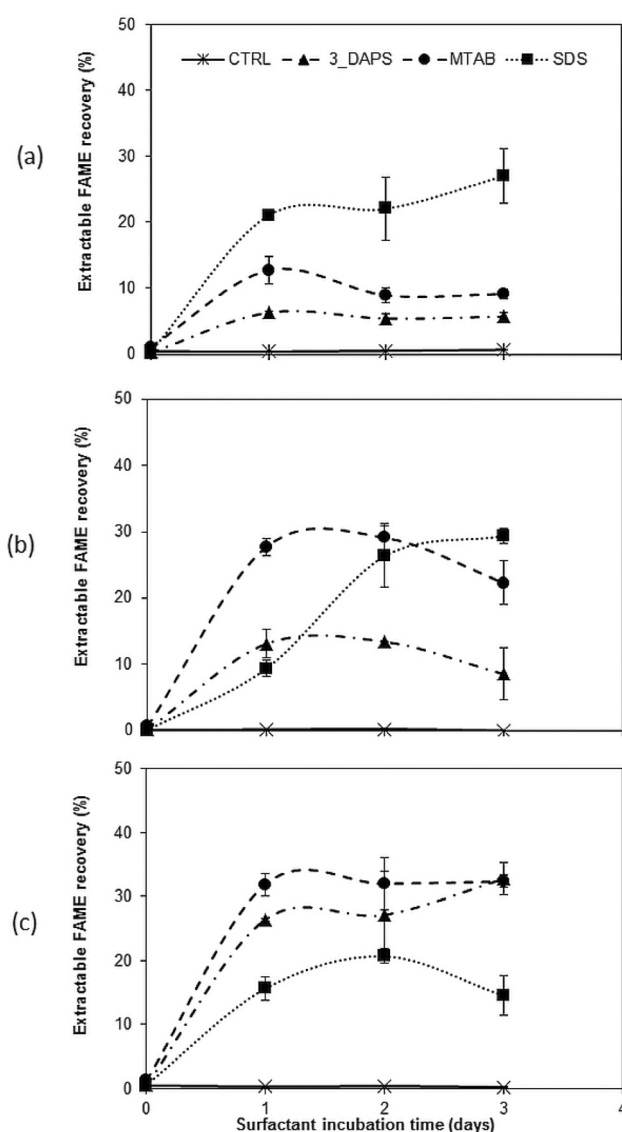 50
CTRL 3_DAPS MTAB SDS
40
30
20
10
0
Extractable FAME recovery (%)
(a)
50
40
30
20
10
0
Extractable FAME recovery (%)
(b)
50
40
30
20
10
0
Extractable FAME recovery (%)
(c)
0 1 2 3 4
Surfactant incubation time (days)